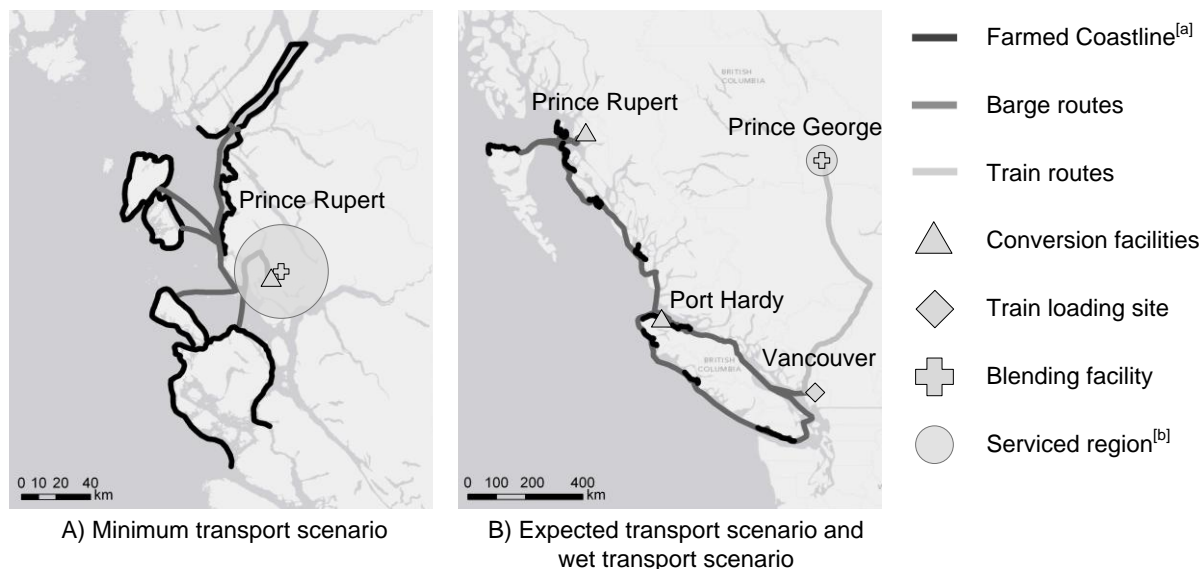 Prince Rupert
0 10 20 40
km
A) Minimum transport scenario
BRITISH
COLUMBIA
Prince Rupert
Prince George
Port Hardy
BRITISH
COLUMBIA
Vancouver
0 100 200 400
km
B) Expected transport scenario and
wet transport scenario
Farmed Coastline[a]
Barge routes
Train routes
Conversion facilities
Train loading site
Blending facility
Serviced region[b]